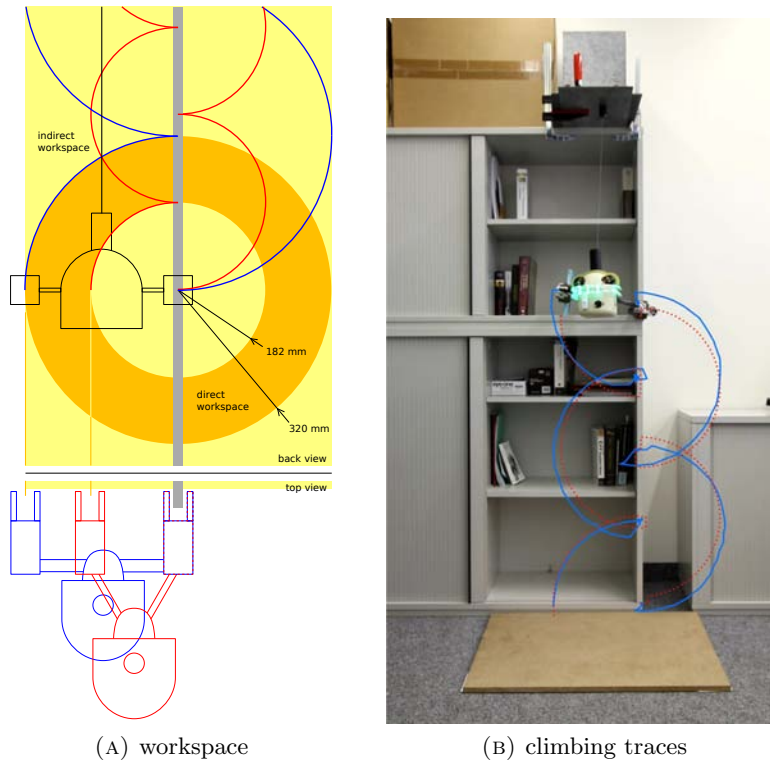 indirect
workspace
182 mm
direct
workspace
320 mm
back view
top view
(A) workspace
(B) climbing traces